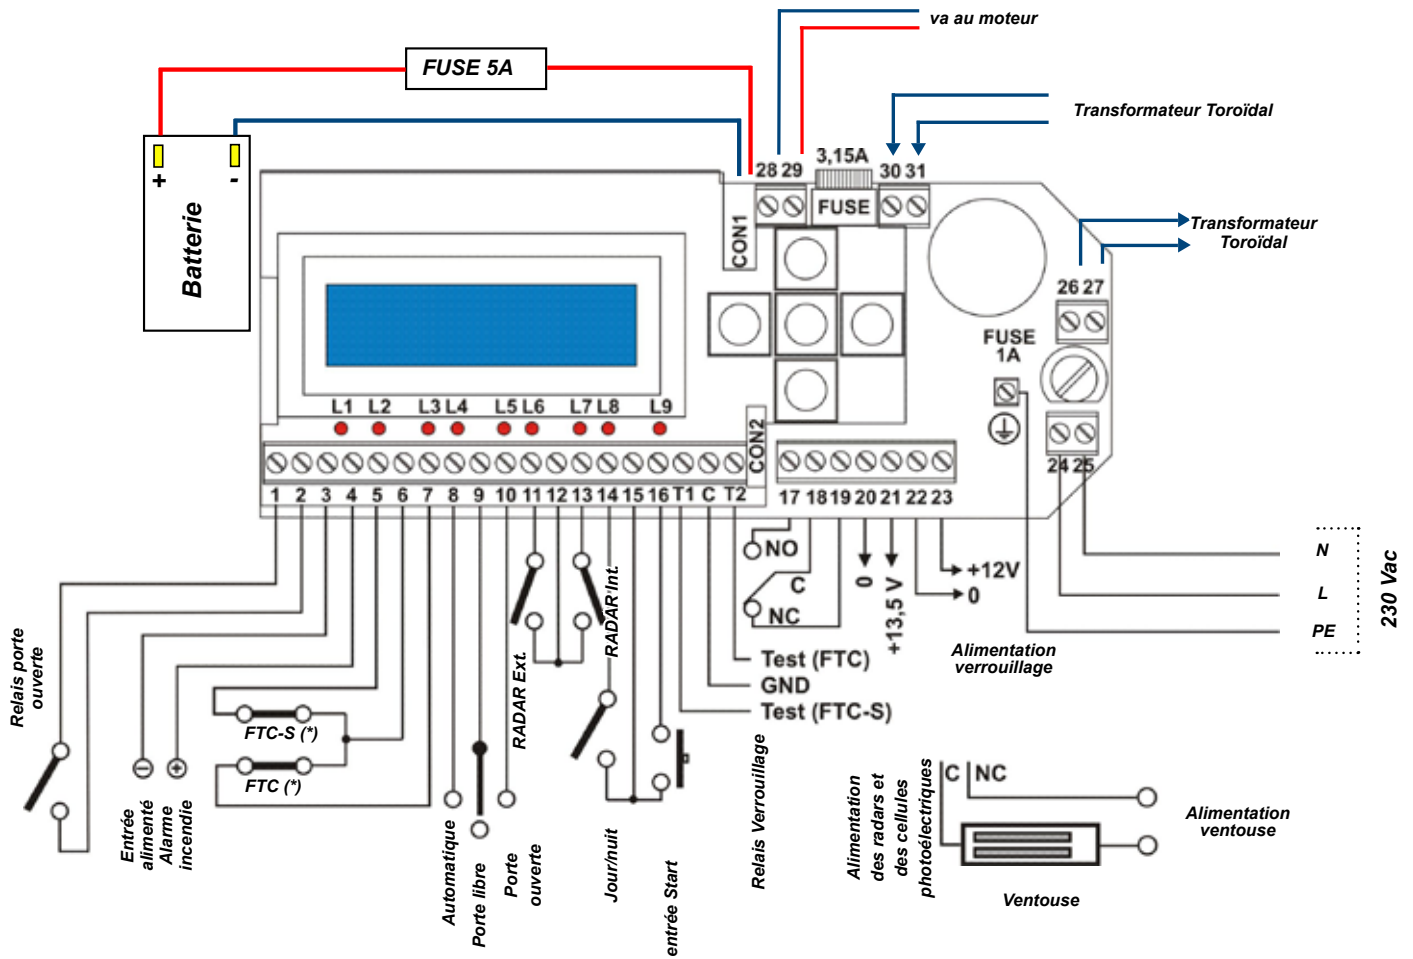 va au moteur
FUSE 5A
Transformateur Toroïdal
+
-
Batterie
3,15A
28 29
30 31
FUSE
CON1
Transformateur
Toroïdal
26 27
FUSE
1A
L1 L2 L3 L4 L5 L6 L7 L8 L9
CON2
24 25
1 2 3 4 5 6 7 8 9 10 11 12 13 14 15 16 T1 C T2
17 18 19 20 21 22 23
NO
C
NC
0
+13,5 V
+12V
0
N
L
PE
230 Vac
Alimentation
verrouillage
Test (FTC)
GND
Test (FTC-S)
RADAR Ext.
RADAR Int.
Relais porte
ouverte
FTC-S (*)
FTC (*)
-
+
Entrée
alimenté
Alarme
incendie
Automatique
Porte libre
Porte
ouverte
Jour/nuit
entrée Start
Relais Verrouillage
Alimentation
des radars et
des cellules
photoélectriques
C NC
Alimentation
ventouse
Ventouse